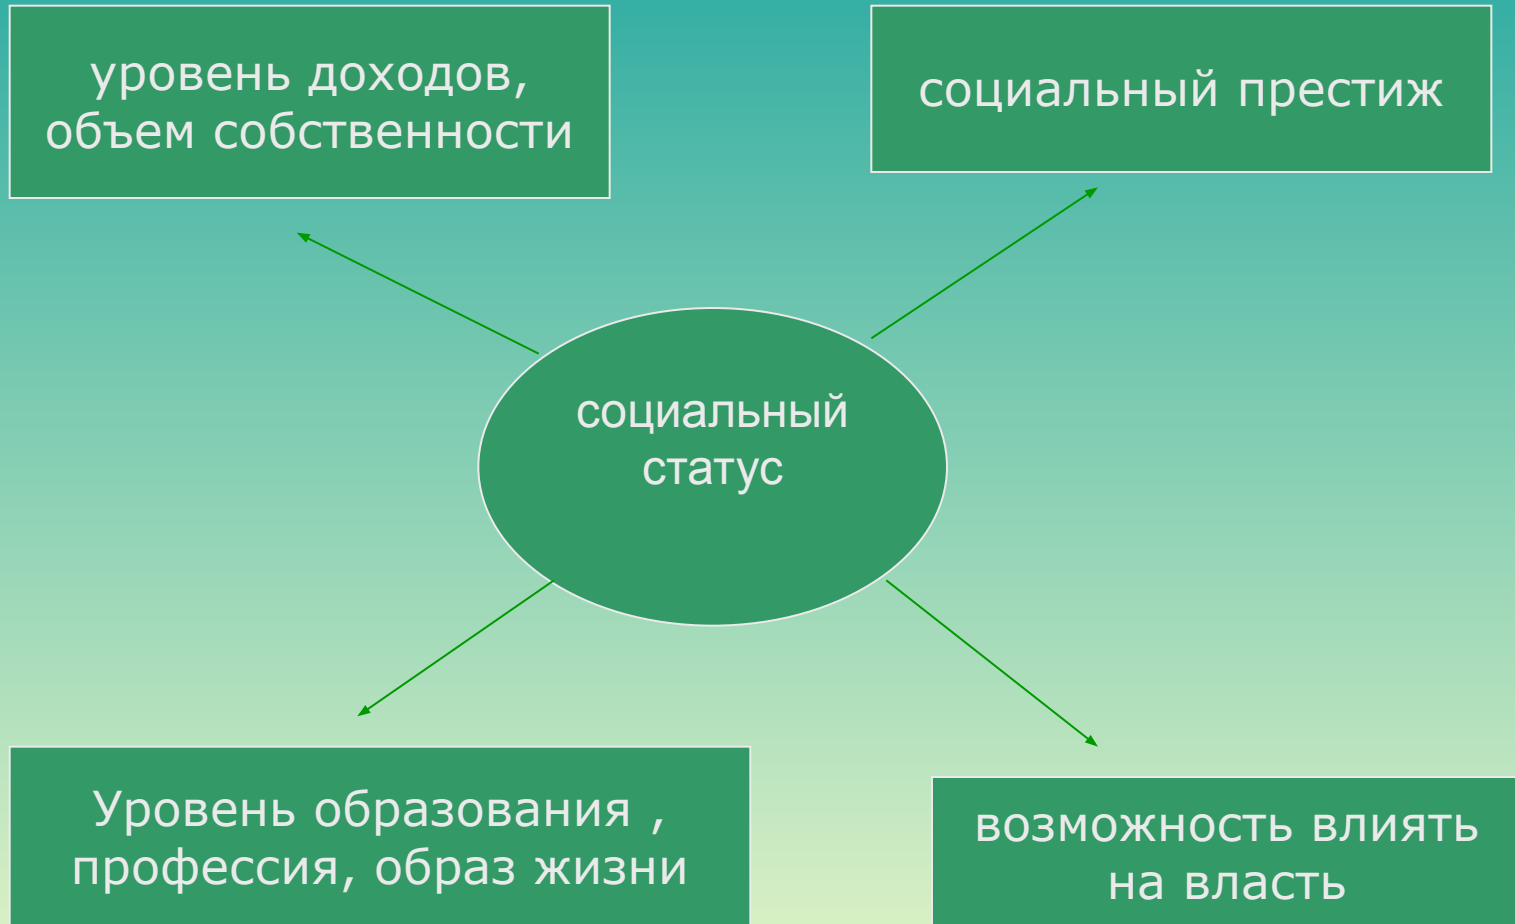 уровень доходов,
объем собственности
социальный престиж
социальный
статус
Уровень образования ,
профессия, образ жизни
возможность влиять
на власть